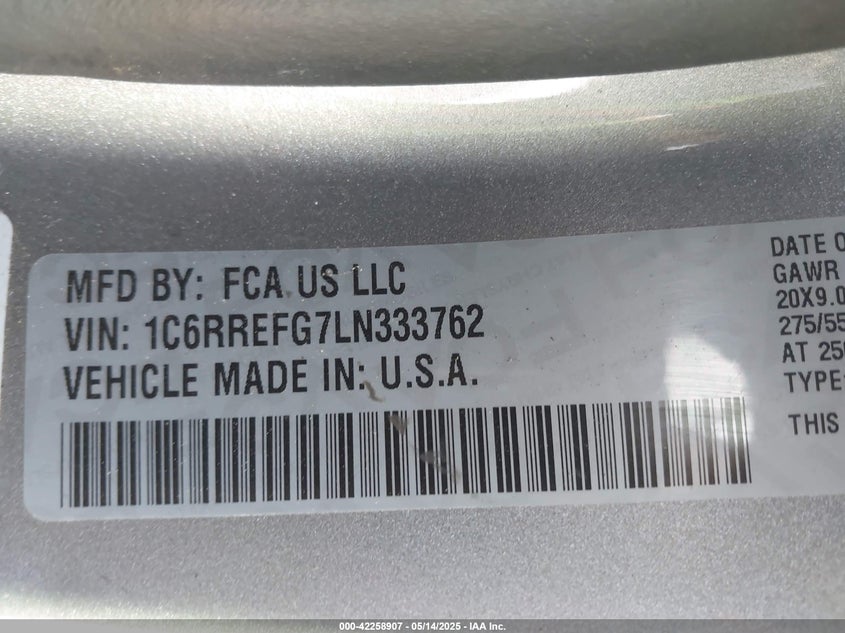 MFD BY: FCA US LLC
VIN: 1C6RREFG7LN333762
VEHICLE MADE IN: U.S.A.
DATE O
GAWR
20X9.0
275/55
AT 250
TYPE:
THIS
000-42258907 — 05/14/2025 — IAA Inc.